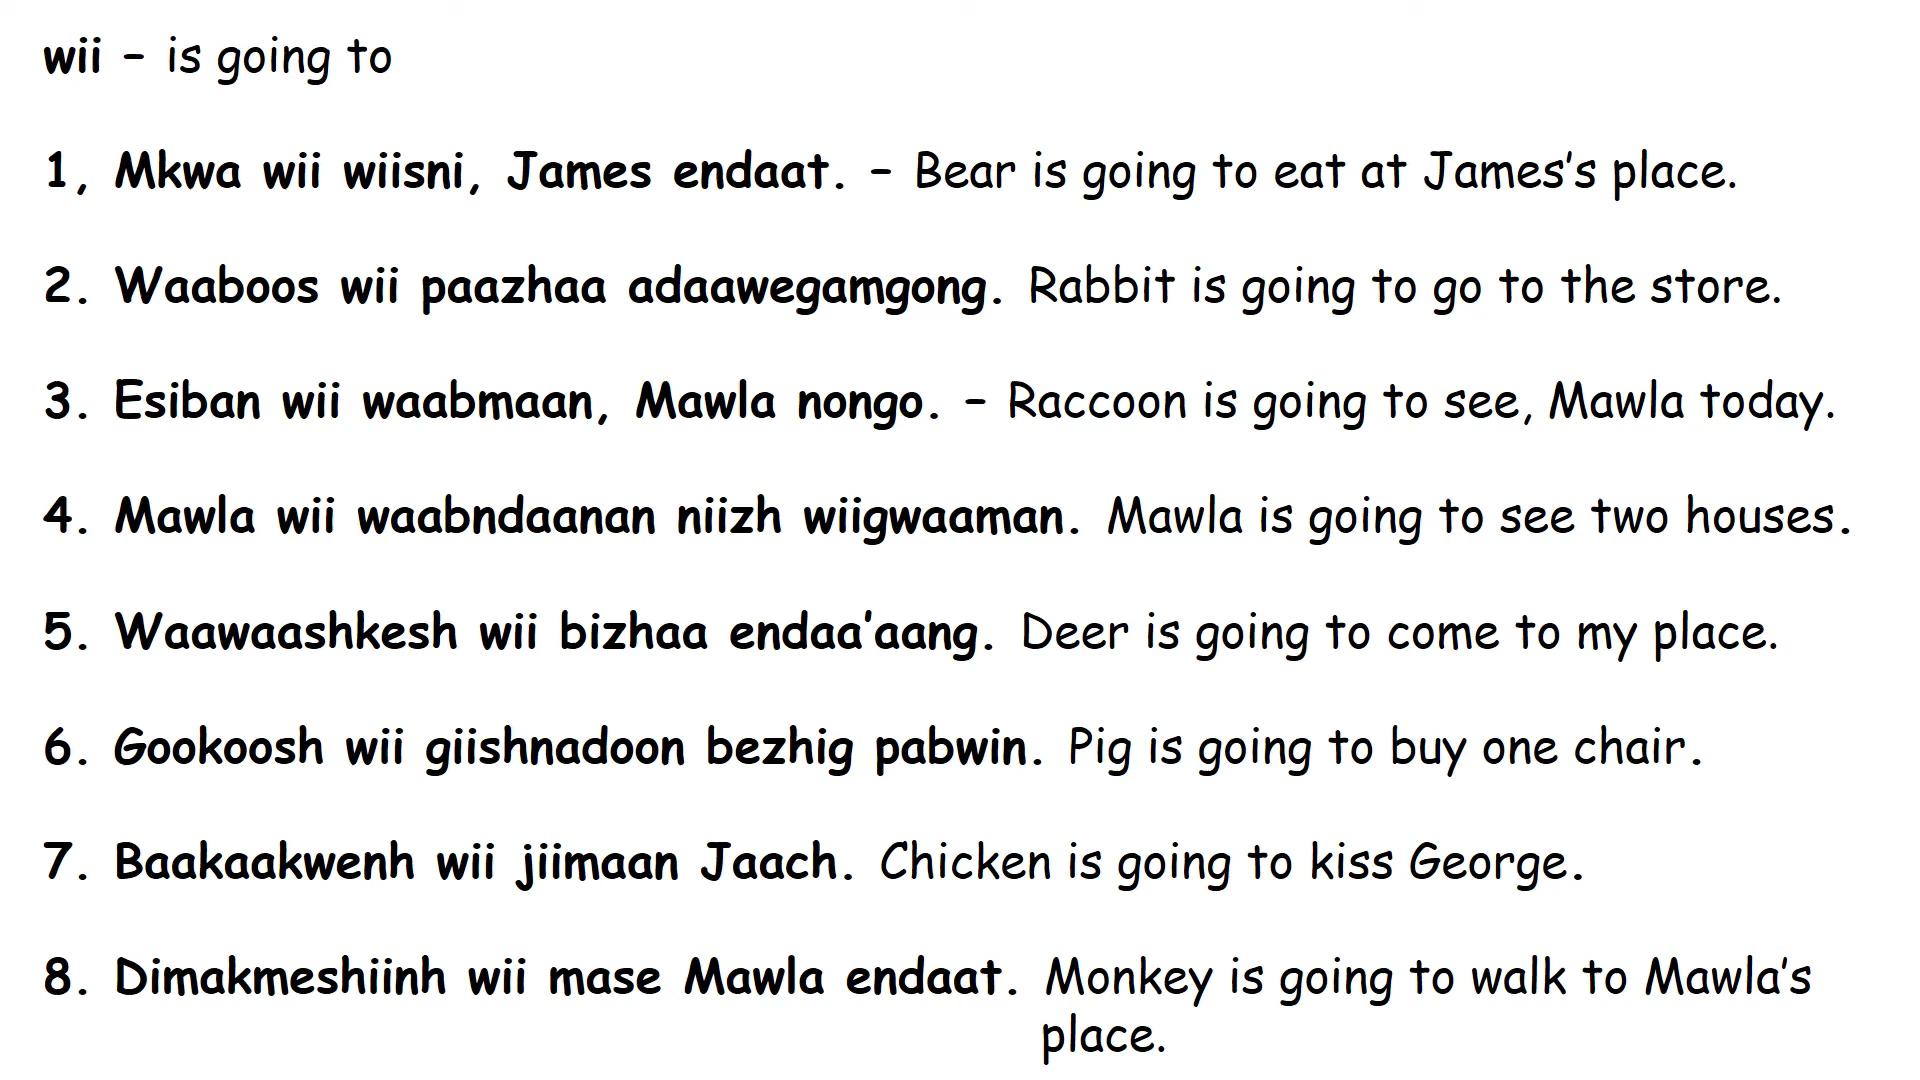 wii – is going to
1, Mkwa wii wiisni, James endaat. – Bear is going to eat at James’s place.
2. Waaboos wii paazhaa adaawegamgong. Rabbit is going to go to the store.
3. Esiban wii waabmaan, Mawla nongo. – Raccoon is going to see, Mawla today.
4. Mawla wii waabndaanan niizh wiigwaaman. Mawla is going to see two houses.
5. Waawaashkesh wii bizhaa endaa’aang. Deer is going to come to my place.
6. Gookoosh wii giishnadoon bezhig pabwin. Pig is going to buy one chair.
7. Baakaakwenh wii jiimaan Jaach. Chicken is going to kiss George.
8. Dimakmeshiinh wii mase Mawla endaat. Monkey is going to walk to Mawla’s
place.